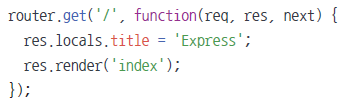 router.get('/', function(req, res, next) {
  res.locals.title = 'Express';
  res.render('index');
});